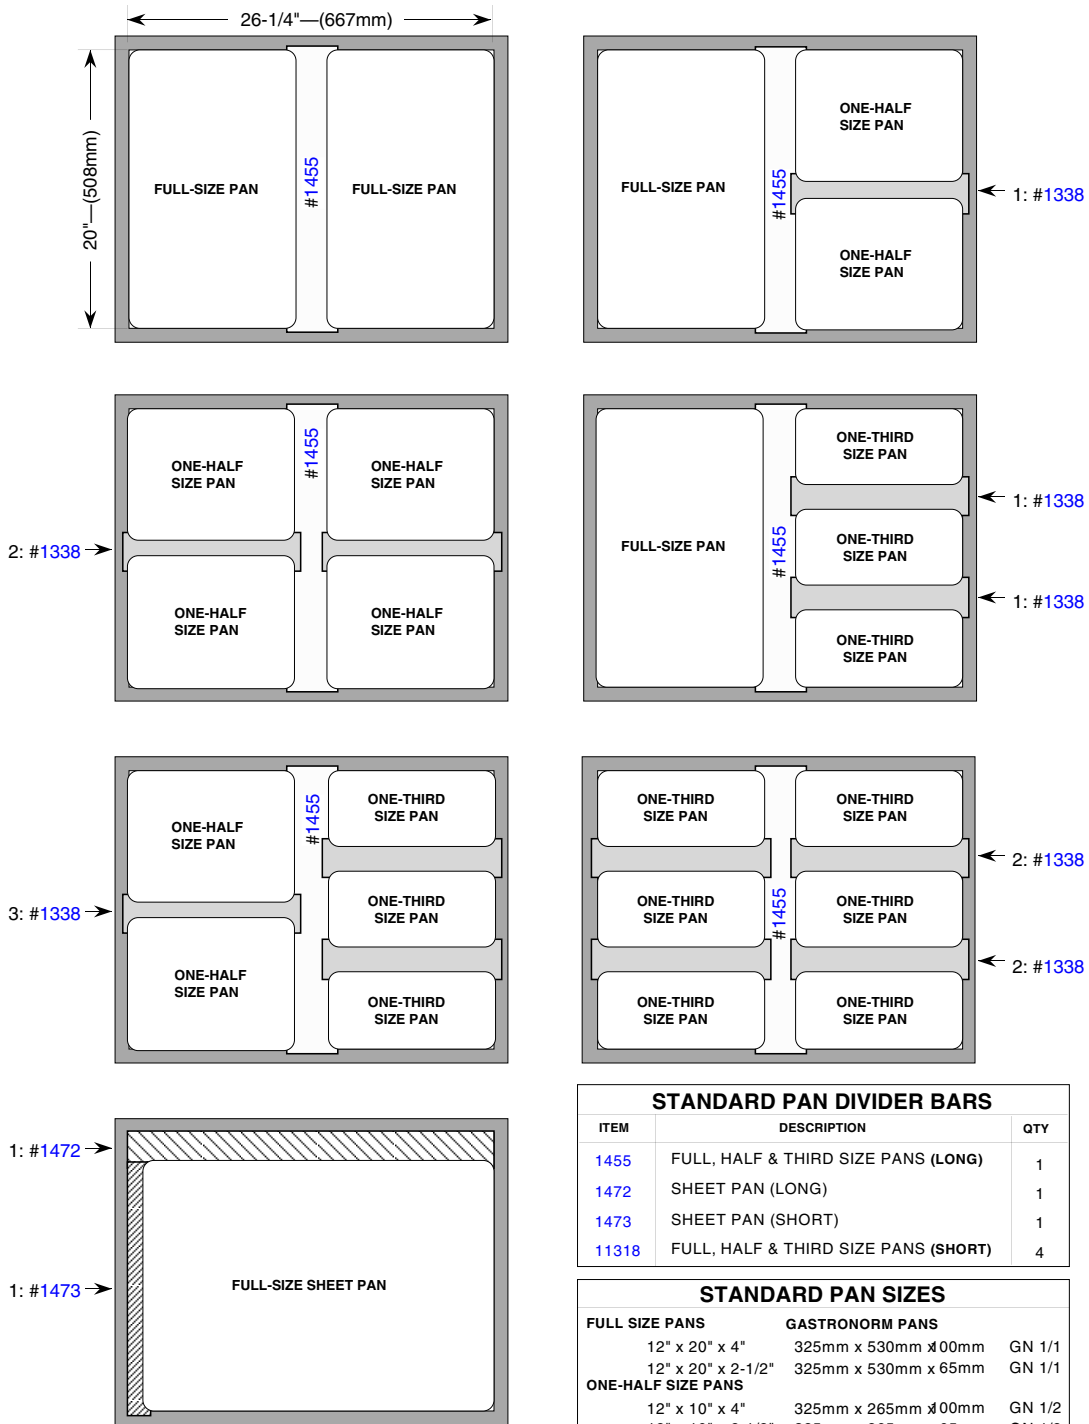 26-1/4"—(667mm)
20"—(508mm)
FULL-SIZE PAN
#1455
FULL-SIZE PAN
FULL-SIZE PAN
#1455
ONE-HALF
SIZE PAN
ONE-HALF
SIZE PAN
1: #1338
2: #1338
ONE-HALF
SIZE PAN
#1455
ONE-HALF
SIZE PAN
ONE-HALF
SIZE PAN
ONE-HALF
SIZE PAN
FULL-SIZE PAN
#1455
ONE-THIRD
SIZE PAN
ONE-THIRD
SIZE PAN
ONE-THIRD
SIZE PAN
1: #1338
1: #1338
3: #1338
ONE-HALF
SIZE PAN
ONE-HALF
SIZE PAN
#1455
ONE-THIRD
SIZE PAN
ONE-THIRD
SIZE PAN
ONE-THIRD
SIZE PAN
ONE-THIRD
SIZE PAN
ONE-THIRD
SIZE PAN
ONE-THIRD
SIZE PAN
#1455
ONE-THIRD
SIZE PAN
ONE-THIRD
SIZE PAN
ONE-THIRD
SIZE PAN
2: #1338
2: #1338
1: #1472
1: #1473
FULL-SIZE SHEET PAN
STANDARD PAN DIVIDER BARS
ITEM DESCRIPTION QTY
1455 FULL, HALF & THIRD SIZE PANS (LONG) 1
1472 SHEET PAN (LONG) 1
1473 SHEET PAN (SHORT) 1
11318 FULL, HALF & THIRD SIZE PANS (SHORT) 4
STANDARD PAN SIZES
FULL SIZE PANS GASTRONORM PANS
12" x 20" x 4" 325mm x 530mm x 100mm GN 1/1
12" x 20" x 2-1/2" 325mm x 530mm x 65mm GN 1/1
ONE-HALF SIZE PANS
12" x 10" x 4" 325mm x 265mm x 100mm GN 1/2